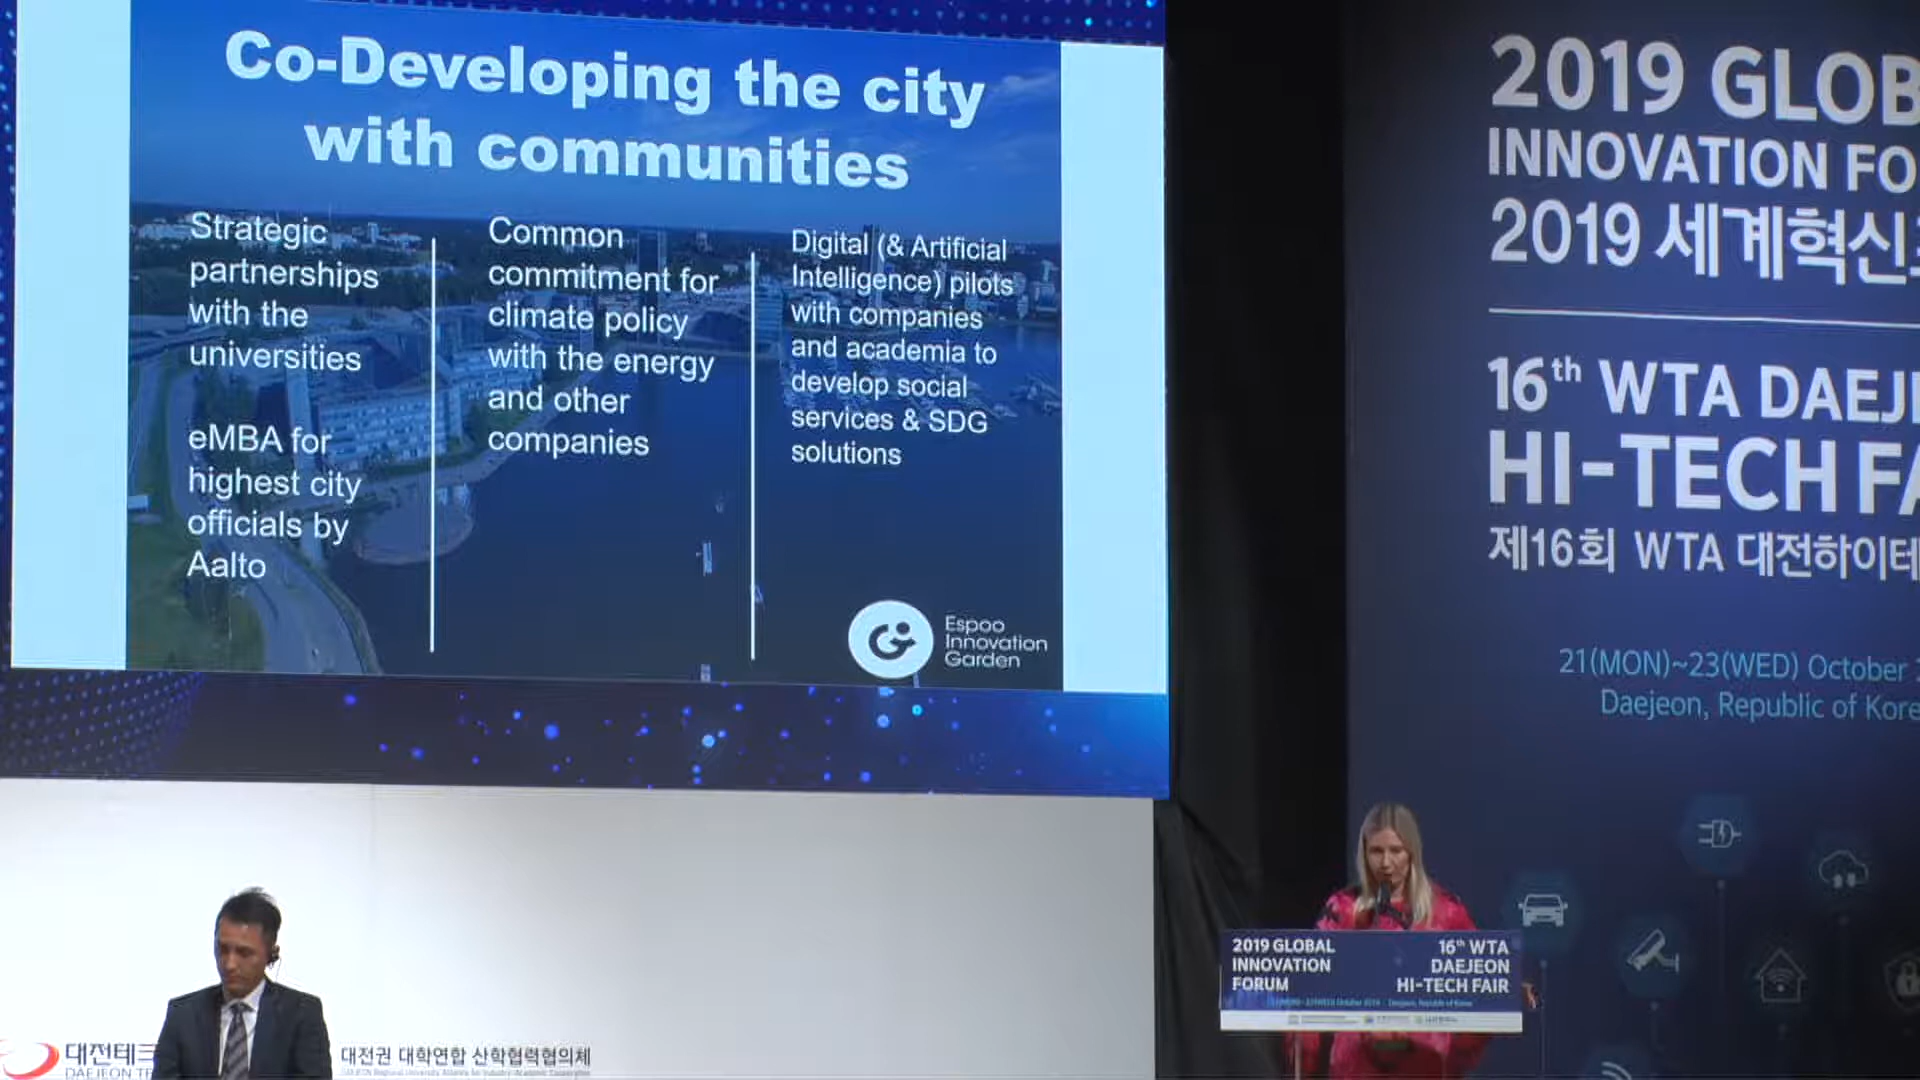 Co-Developing the city
with communities
Strategic
partnerships
with the
universities
eMBA for
highest city
officials by
Aalto
Common
commitment for
climate policy
with the energy
and other
companies
Digital (& Artificial
Intelligence) pilots
with companies
and academia to
develop social
services & SDG
solutions
Espoo
Innovation
Garden
2019 GLOB
INNOVATION FO
2019 세계혁신
16th WTA DAEJE
HI-TECH FA
제16회 WTA 대전하이테
21(MON)~23(WED) October
Daejeon, Republic of Kore
2019 GLOBAL
INNOVATION
FORUM
16th WTA
DAEJEON
HI-TECH FAIR
대전테크
DAEJEON TE
대전권 대학연합 산학협력협의체